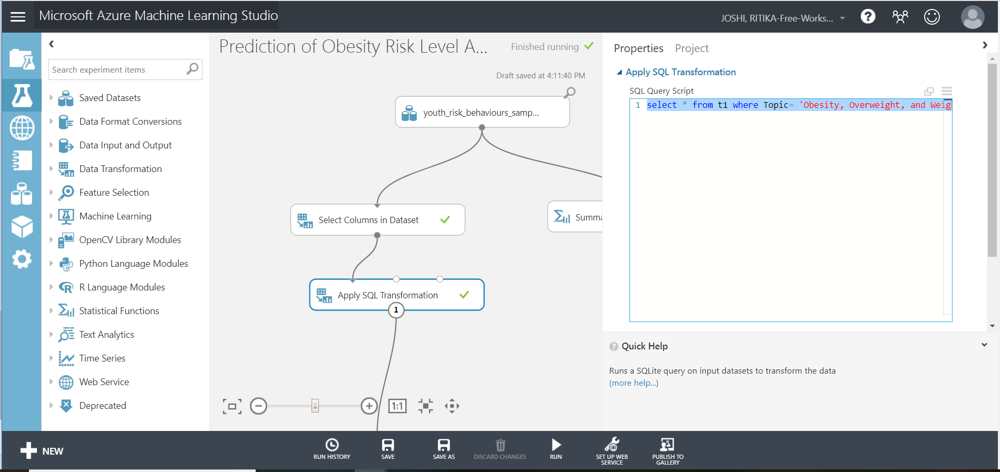 Microsoft Azure Machine Learning Studio
JOSHI, RITIKA-Free-Works...
?
Prediction of Obesity Risk Level A...
Finished running
Draft saved at 4:11:40 PM
Search experiment items
Saved Datasets
Data Format Conversions
Data Input and Output
Data Transformation
Feature Selection
Machine Learning
OpenCV Library Modules
Python Language Modules
R Language Modules
Statistical Functions
Text Analytics
Time Series
Web Service
Deprecated
youth_risk_behaviours_samp...
Select Columns in Dataset
Summa
Apply SQL Transformation
1
1:1
Properties
Project
Apply SQL Transformation
SQL Query Script
1 select * from t1 where Topic= 'Obesity, Overweight, and Weig
? Quick Help
Runs a SQLite query on input datasets to transform the data
(more help...)
NEW
RUN HISTORY
SAVE
SAVE AS
DISCARD CHANGES
RUN
SET UP WEB
SERVICE
PUBLISH TO
GALLERY